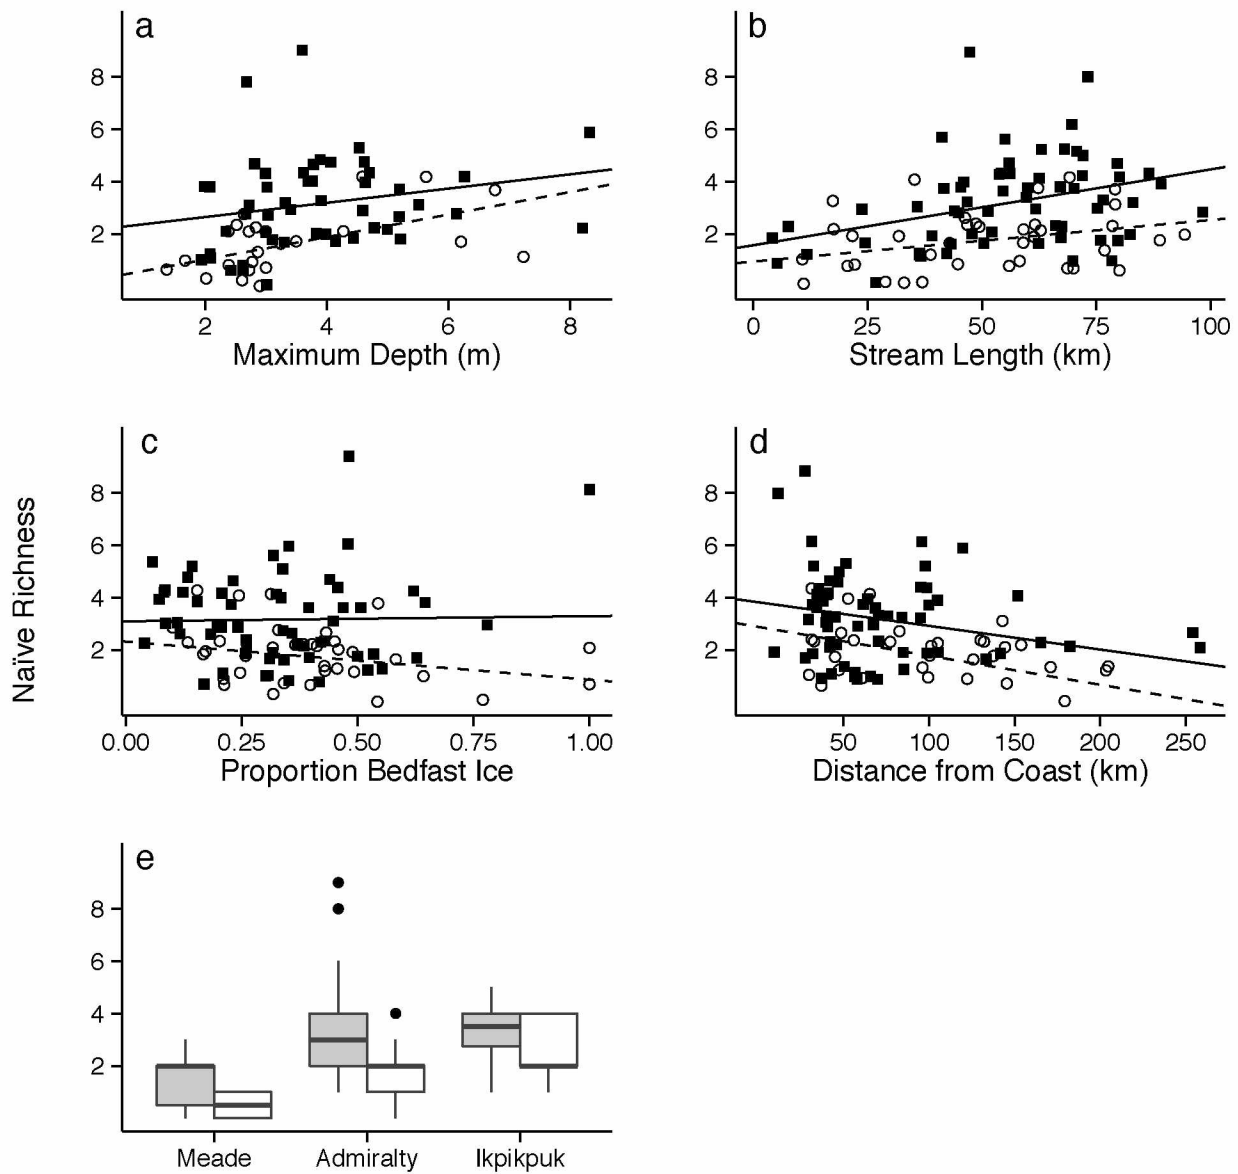 a
8
6
4
2
2 4 6 8
Maximum Depth (m)
b
8
6
4
2
0 25 50 75 100
Stream Length (km)
Naïve Richness
c
8
6
4
2
0.00 0.25 0.50 0.75 1.00
Proportion Bedfast Ice
d
8
6
4
2
50 100 150 200 250
Distance from Coast (km)
e
8
6
4
2
Meade Admiralty Ikpikpuk